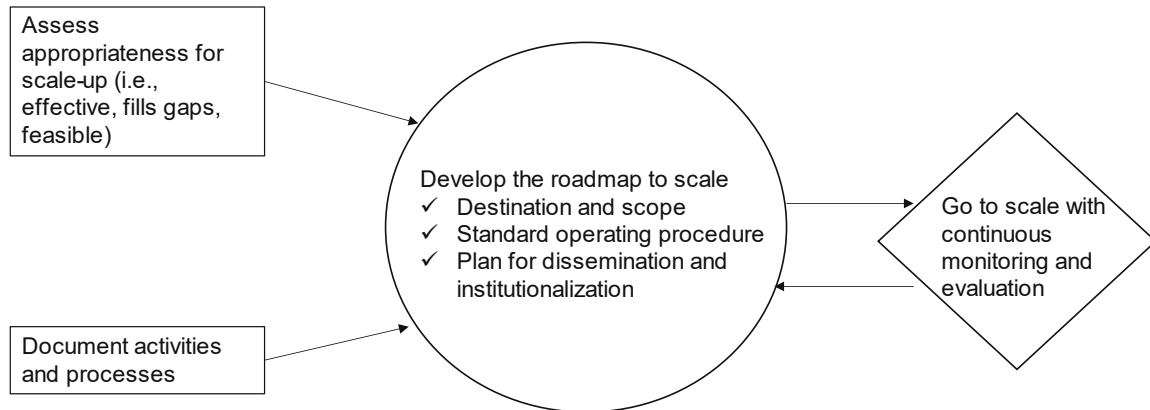 Assess
appropriateness for
scale-up (i.e.,
effective, fills gaps,
feasible)
Document activities
and processes
Develop the roadmap to scale
✓ Destination and scope
✓ Standard operating procedure
✓ Plan for dissemination and
institutionalization
Go to scale with
continuous
monitoring and
evaluation